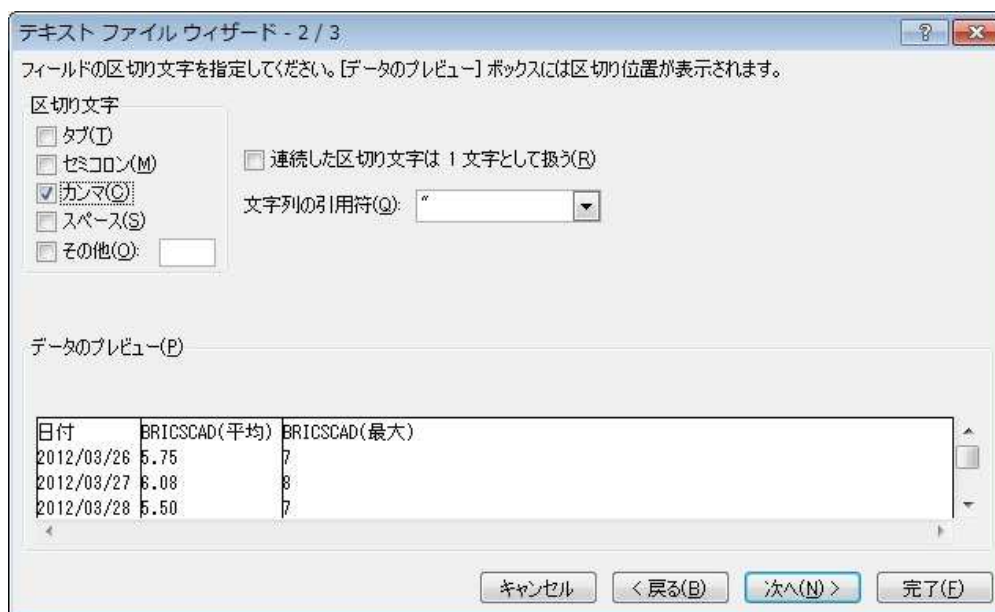 テキスト ファイル ウィザード - 2 / 3
フィールドの区切り文字を指定してください。[データのプレビュー] ボックスには区切り位置が表示されます。
区切り文字
タブ(T)
セミコロン(M)
カンマ(C)
スペース(S)
その他(O):
連続した区切り文字は 1 文字として扱う(R)
文字列の引用符(Q): "
データのプレビュー(P)
日付 BRICSCAD(平均) BRICSCAD(最大)
2012/03/26 5.75 7
2012/03/27 6.08 8
2012/03/28 5.50 7
キャンセル < 戻る(B) 次へ(N) > 完了(F)